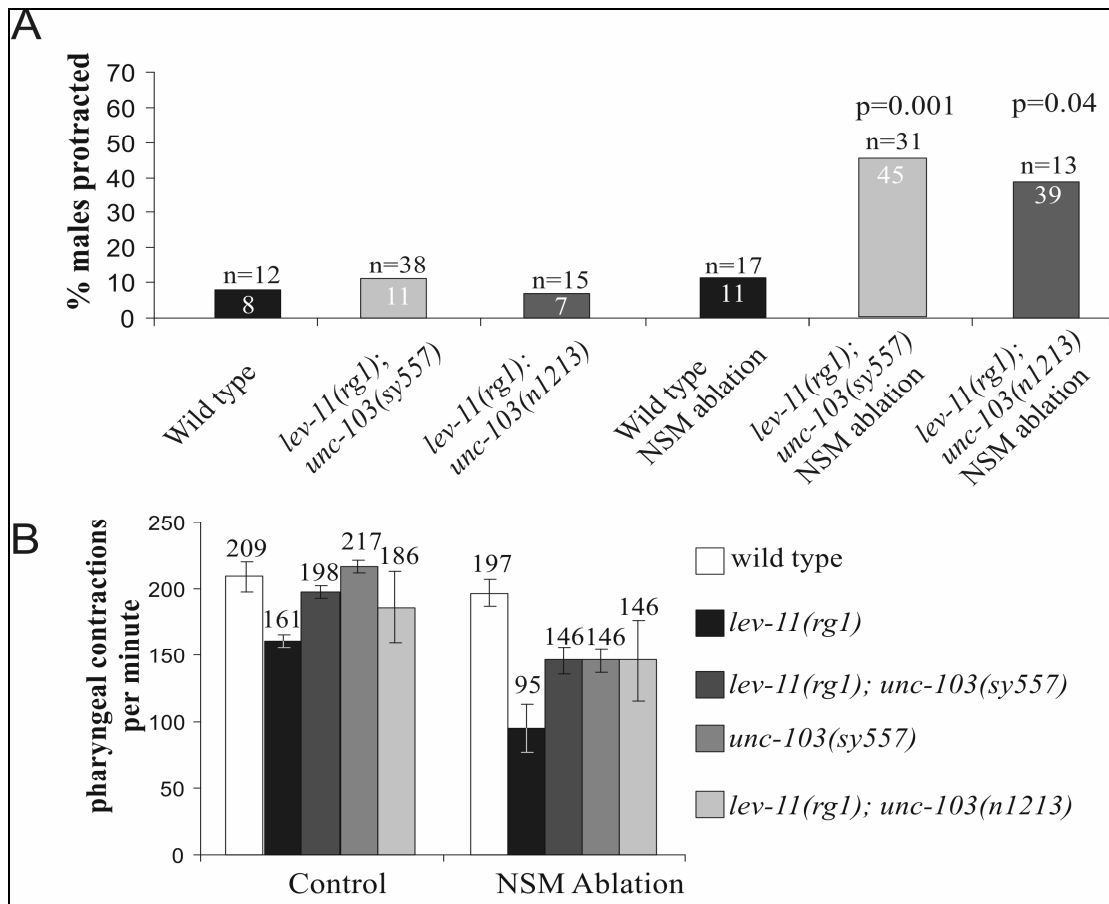 A
% males protracted
70
60
50
40
30
20
10
0
n=12
8
n=38
11
n=15
7
n=17
11
p=0.001
n=31
45
p=0.04
n=13
39
Wild type
lev-11(rg1);
unc-103(sy557)
lev-11(rg1):
unc-103(n1213)
Wild type
NSM ablation
lev-11(rg1);
unc-103(sy557)
NSM ablation
lev-11(rg1);
unc-103(n1213)
NSM ablation
B
pharyngeal contractions
per minute
250
200
150
100
50
0
209
161
198
217
186
197
95
146
146
146
Control
NSM Ablation
wild type
lev-11(rg1)
lev-11(rg1); unc-103(sy557)
unc-103(sy557)
lev-11(rg1); unc-103(n1213)